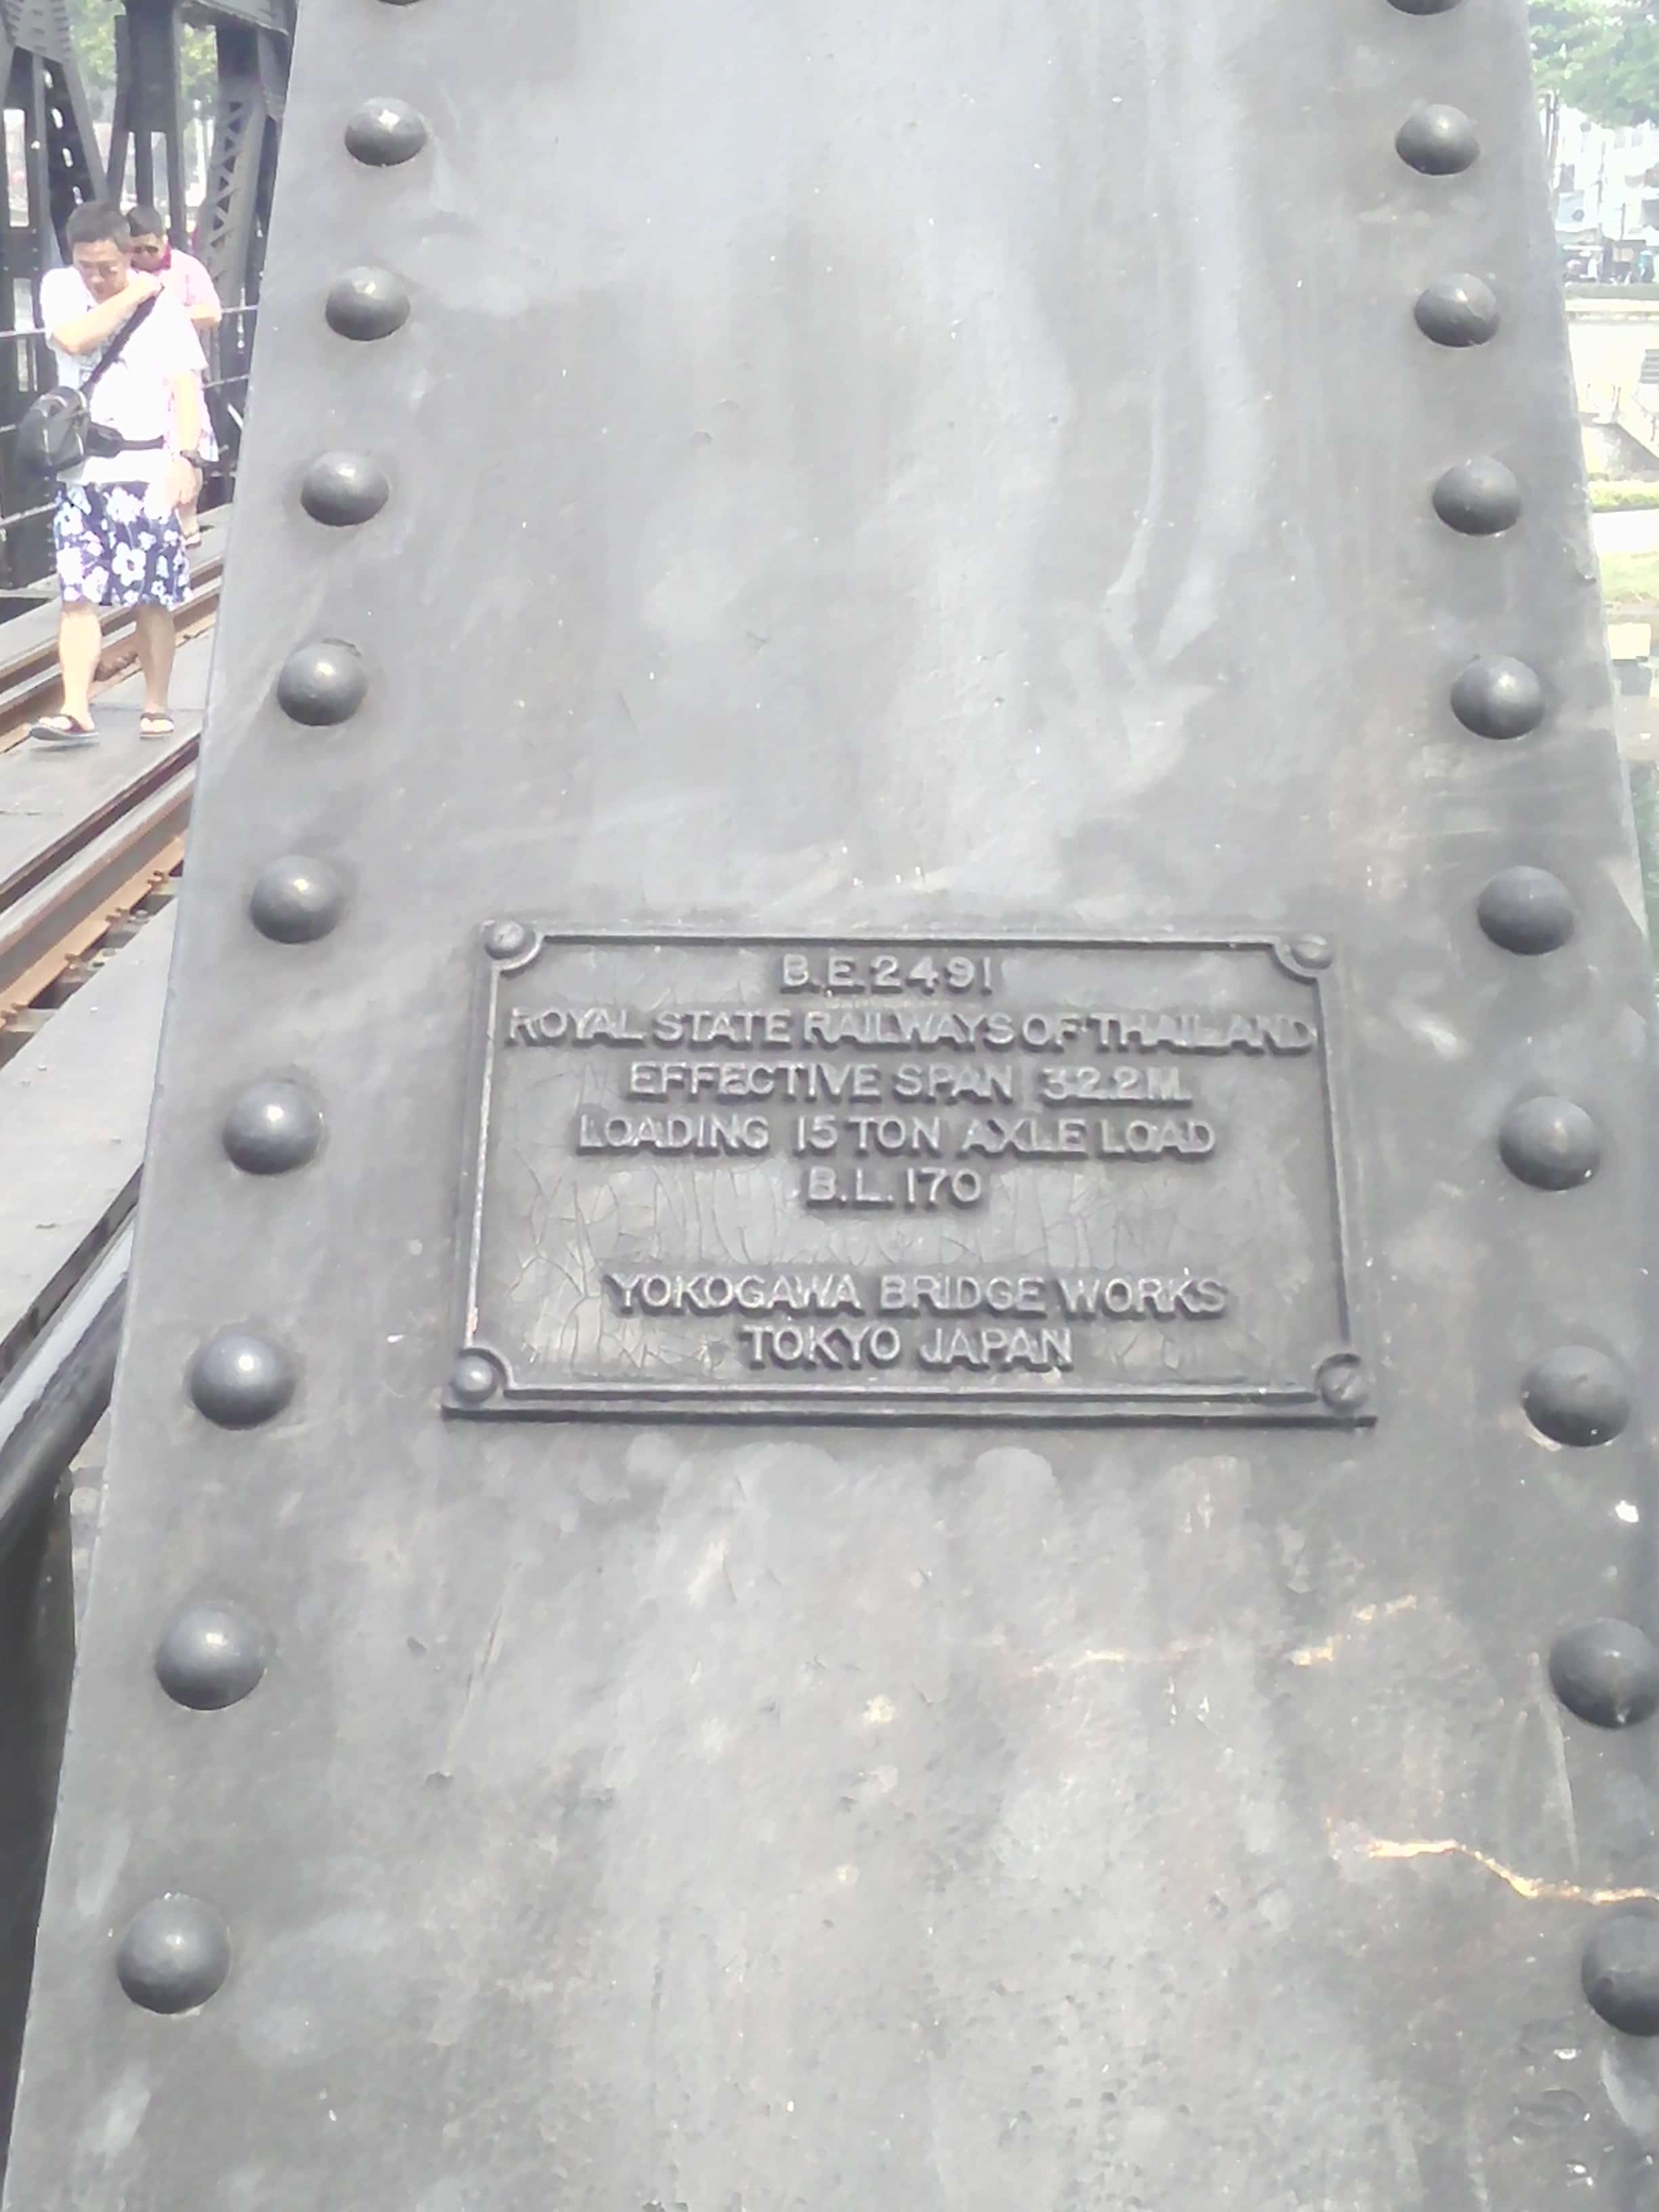 B.E.2491
ROYAL STATE RAILWAYS OF THAILAND
EFFECTIVE SPAN 32.2M.
LOADING 15 TON AXLE LOAD
B.L.170
YOKOGAWA BRIDGE WORKS
TOKYO JAPAN